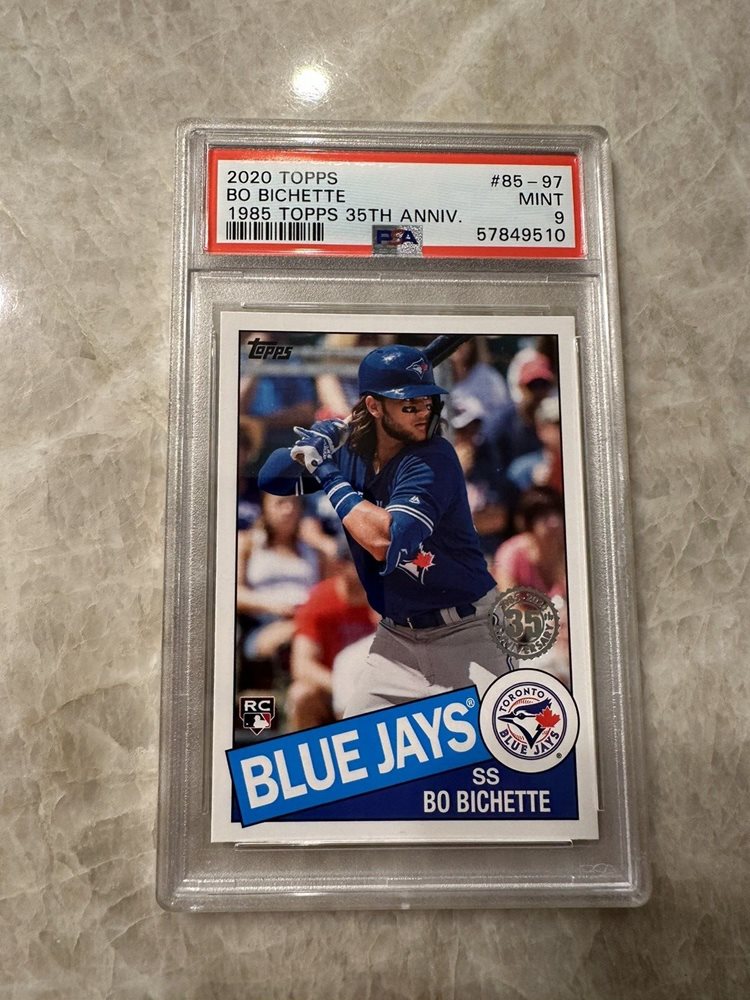 2020 TOPPS #85-97
BO BICHETTE MINT
1985 TOPPS 35TH ANNIV. 9
PSA 57849510
Topps
35
ANNIVERSARY
RC
BLUE JAYS®
TORONTO
BLUE JAYS ®
SS
BO BICHETTE